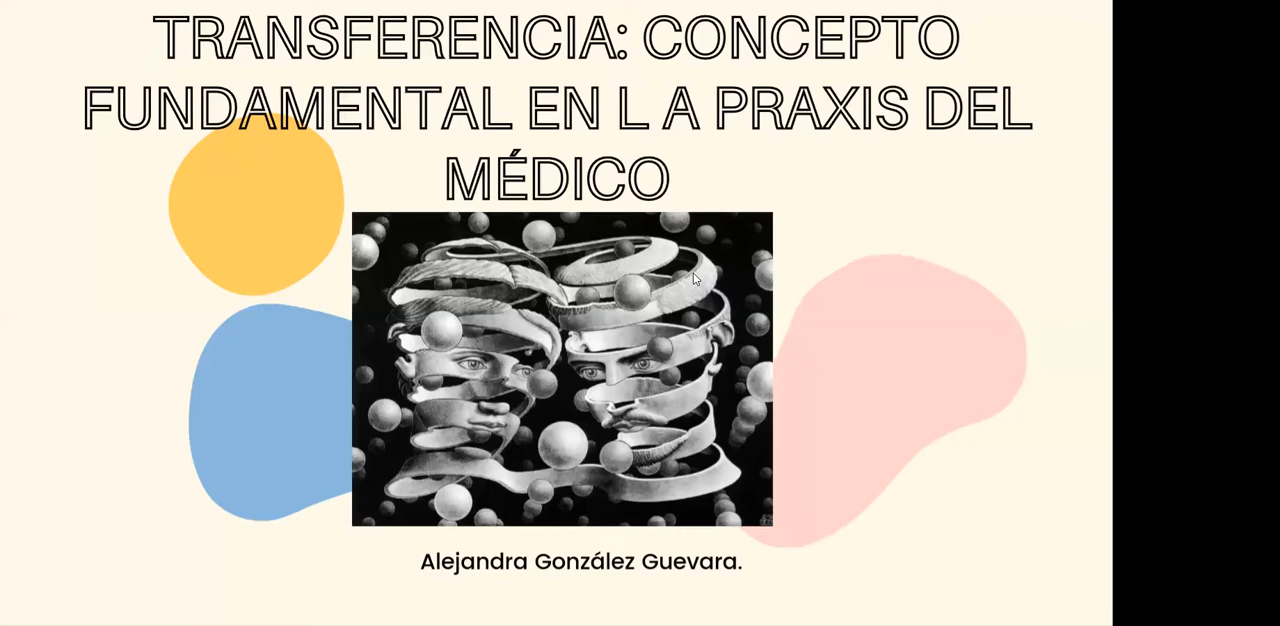 TRANSFERENCIA: CONCEPTO
FUNDAMENTAL EN L A PRAXIS DEL
MÉDICO
Alejandra González Guevara.